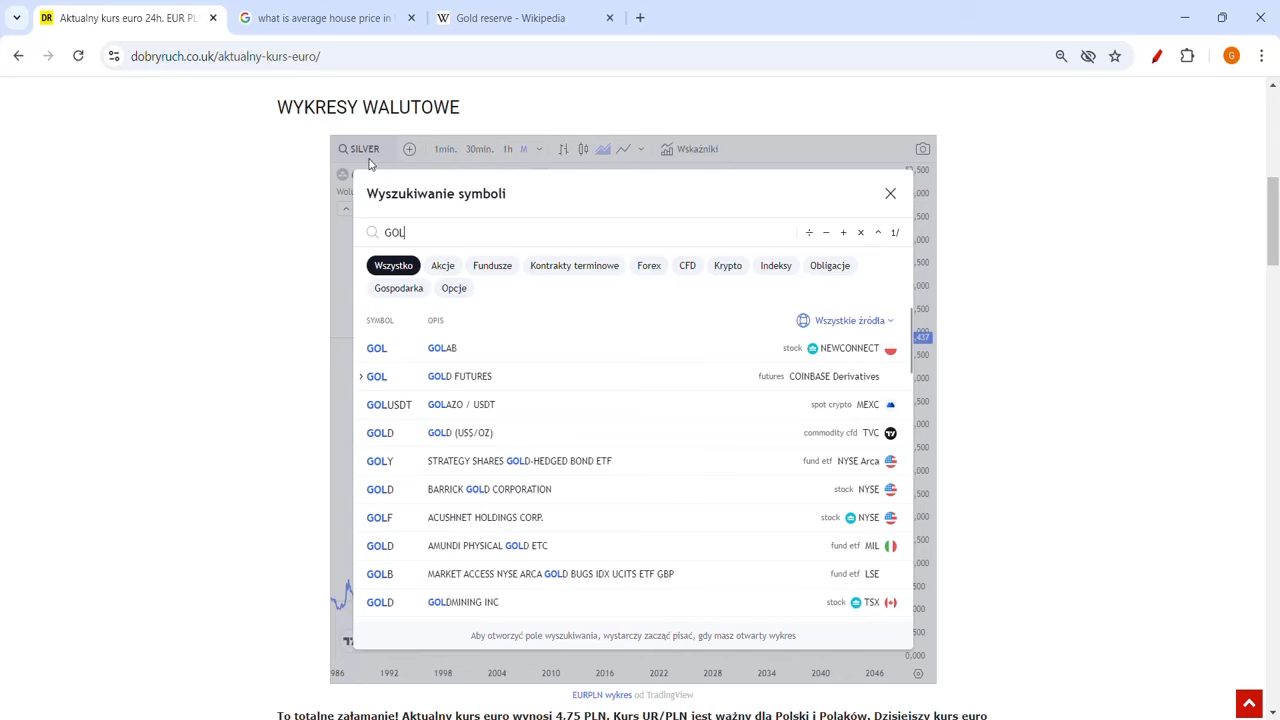 Aktualny kurs euro 24h. EUR PL
what is average house price in
Gold reserve - Wikipedia
dobryruch.co.uk/aktualny-kurs-euro/
G
WYKRESY WALUTOWE
SILVER
1min. 30min. 1h M
Wskaźniki
Wyszukiwanie symboli
GOL
÷ − + × ^ 1/
Wszystko Akcje Fundusze Kontrakty terminowe Forex CFD Krypto Indeksy Obligacje
Gospodarka Opcje
SYMBOL OPIS Wszystkie źródła
GOL GOLAB stock NEWCONNECT
GOL GOLD FUTURES futures COINBASE Derivatives
GOLUSDT GOLAZO / USDT spot crypto MEXC
GOLD GOLD (US$/OZ) commodity cfd TVC
GOLY STRATEGY SHARES GOLD-HEDGED BOND ETF fund etf NYSE Arca
GOLD BARRICK GOLD CORPORATION stock NYSE
GOLF ACUSHNET HOLDINGS CORP. stock NYSE
GOLD AMUNDI PHYSICAL GOLD ETC fund etf MIL
GOLB MARKET ACCESS NYSE ARCA GOLD BUGS IDX UCITS ETF GBP fund etf LSE
GOLD GOLDMINING INC stock TSX
Aby otworzyć pole wyszukiwania, wystarczy zacząć pisać, gdy masz otwarty wykres
0,000
986 1992 1998 2004 2010 2016 2022 2028 2034 2040 2046
EURPLN wykres od TradingView
To totalne załamanie! Aktualny kurs euro wynosi 4.75 PLN. Kurs UR/PLN jest ważny dla Polski i Polaków. Dzisiejszy kurs euro